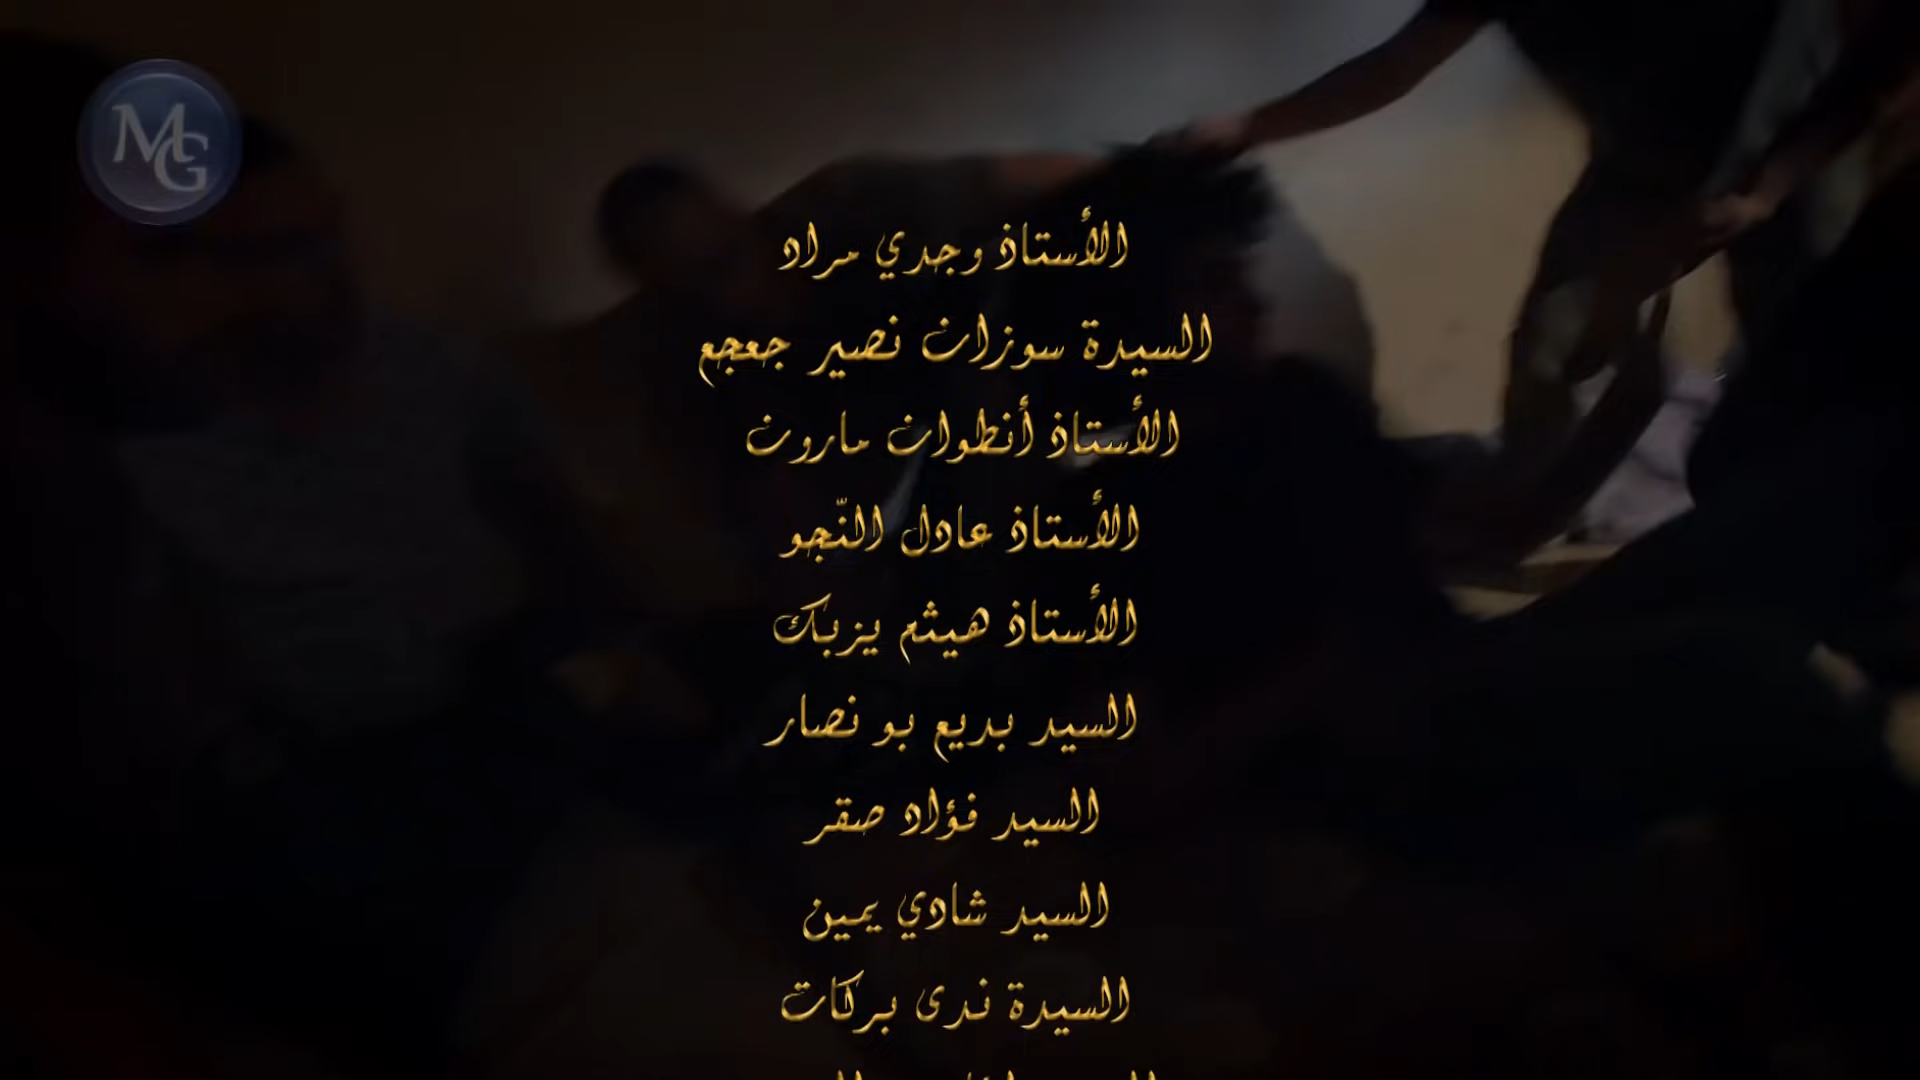 MG
الأستاذ وجدي مراد
السيدة سوزان نصير جعجع
الأستاذ أنطوان مارون
الأستاذ عادل النّجو
الأستاذ هيثم يزبك
السيد بديع بو نصار
السيد فؤاد صقر
السيد شادي يمين
السيدة ندى بركات